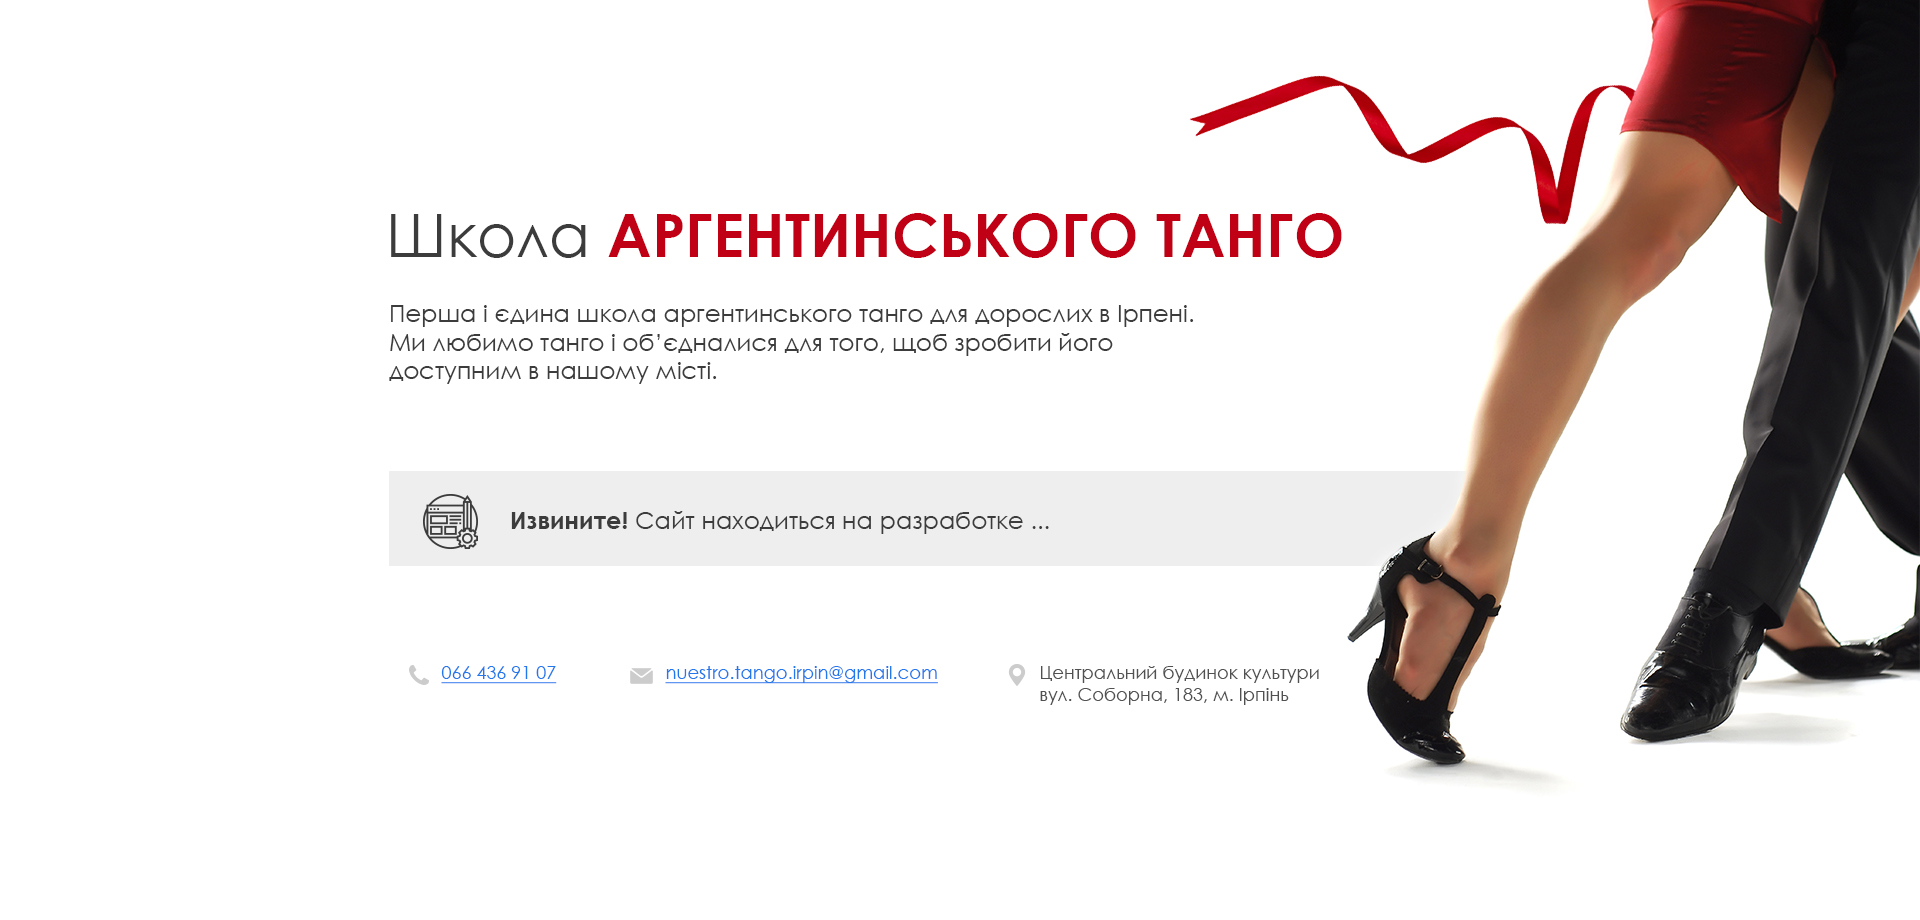 Школа АРГЕНТИНСЬКОГО ТАНГО
Перша і єдина школа аргентинського танго для дорослих в Ірпені.
Ми любимо танго і об’єдналися для того, щоб зробити його
доступним в нашому місті.
Извините! Сайт находиться на разработке ...
066 436 91 07
nuestro.tango.irpin@gmail.com
Центральний будинок культури
вул. Соборна, 183, м. Ірпінь